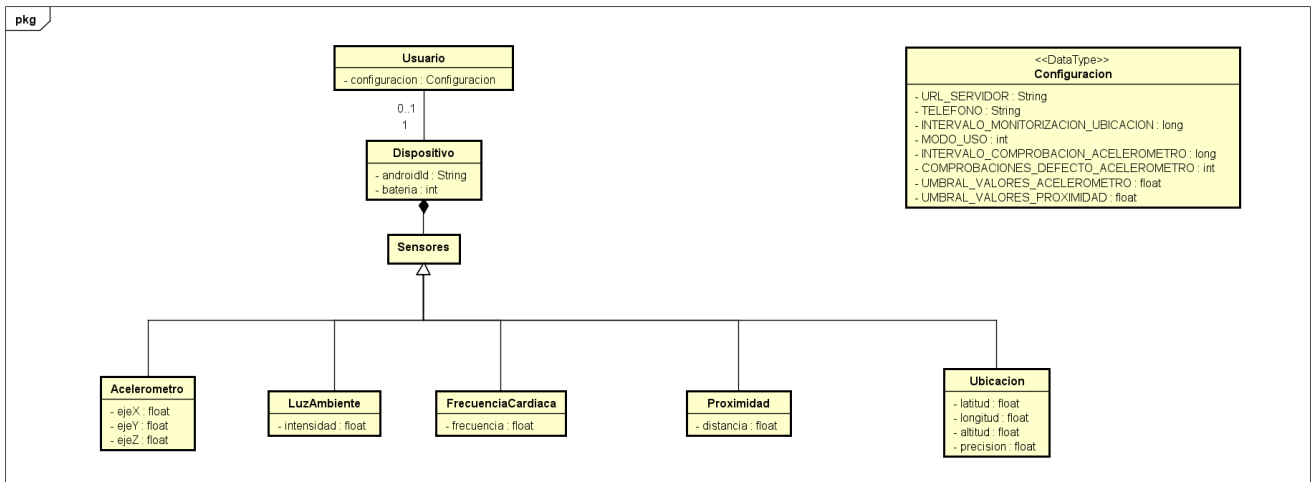 pkg
Usuario
- configuracion : Configuracion
0..1
1
Dispositivo
- androidId : String
- bateria : int
Sensores
<<DataType>>
Configuracion
- URL_SERVIDOR : String
- TELEFONO : String
- INTERVALO_MONITORIZACION_UBICACION : long
- MODO_USO : int
- INTERVALO_COMPROBACION_ACELEROMETRO : long
- COMPROBACIONES_DEFECTO_ACELEROMETRO : int
- UMBRAL_VALORES_ACELEROMETRO : float
- UMBRAL_VALORES_PROXIMIDAD : float
Acelerometro
- ejeX : float
- ejeY : float
- ejeZ : float
LuzAmbiente
- intensidad : float
FrecuenciaCardiaca
- frecuencia : float
Proximidad
- distancia : float
Ubicacion
- latitud : float
- longitud : float
- altitud : float
- precision : float